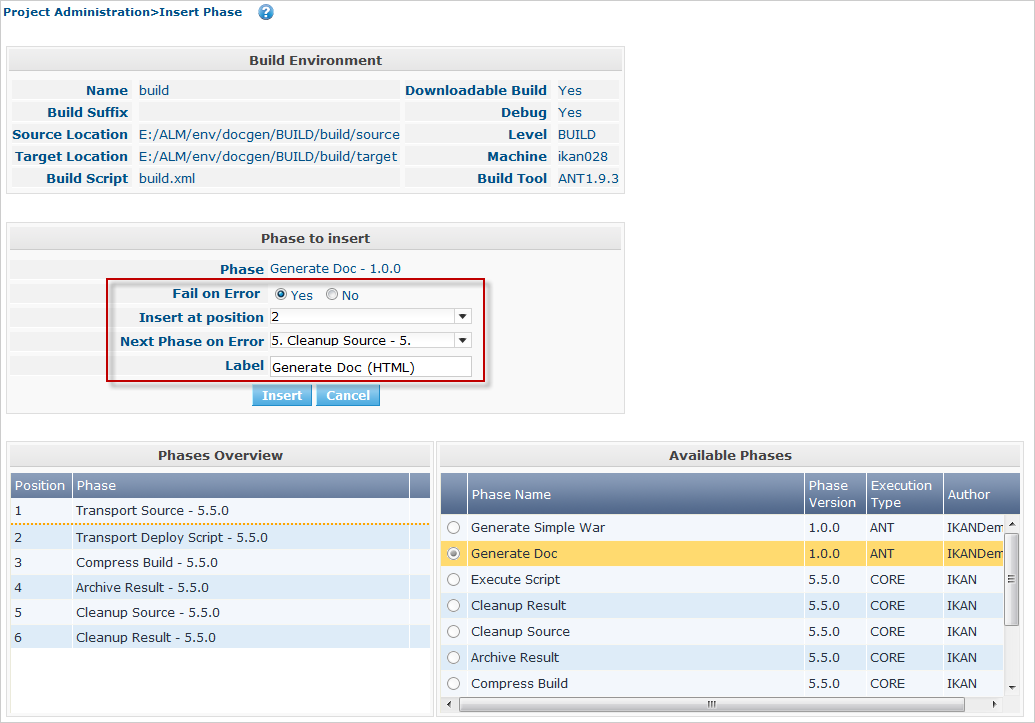 Project Administration>Insert Phase ?
Build Environment
Name build Downloadable Build Yes
Build Suffix Debug Yes
Source Location E:/ALM/env/docgen/BUILD/build/source Level BUILD
Target Location E:/ALM/env/docgen/BUILD/build/target Machine ikan028
Build Script build.xml Build Tool ANT1.9.3
Phase to insert
Phase Generate Doc - 1.0.0
Fail on Error Yes No
Insert at position 2
Next Phase on Error 5. Cleanup Source - 5.
Label Generate Doc (HTML)
Insert Cancel
Phases Overview
Position Phase
1 Transport Source - 5.5.0
2 Transport Deploy Script - 5.5.0
3 Compress Build - 5.5.0
4 Archive Result - 5.5.0
5 Cleanup Source - 5.5.0
6 Cleanup Result - 5.5.0
Available Phases
Phase Name Phase Version Execution Type Author
Generate Simple War 1.0.0 ANT IKANDem
Generate Doc 1.0.0 ANT IKANDem
Execute Script 5.5.0 CORE IKAN
Cleanup Result 5.5.0 CORE IKAN
Cleanup Source 5.5.0 CORE IKAN
Archive Result 5.5.0 CORE IKAN
Compress Build 5.5.0 CORE IKAN